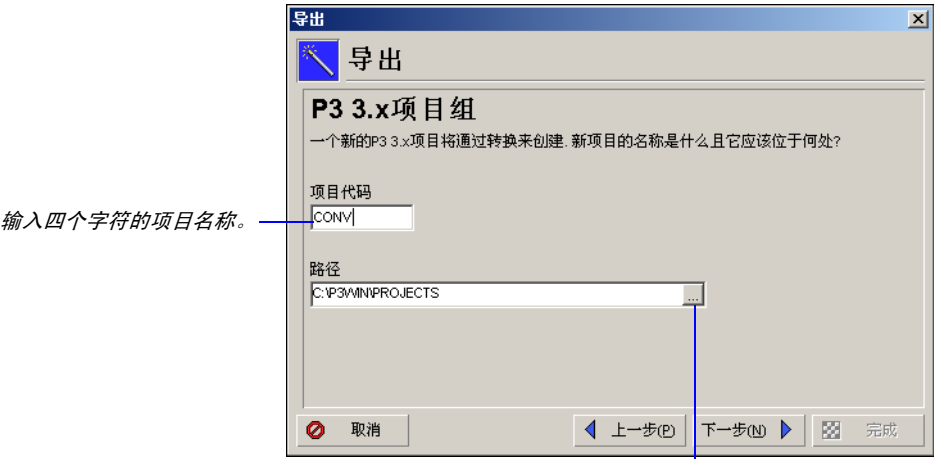 导出
导出
P3 3.x项目组
一个新的P3 3.x项目将通过转换来创建. 新项目的名称是什么且它应该位于何处?
项目代码
输入四个字符的项目名称。
CONV
路径
C:\P3WIN\PROJECTS
...
取消
上一步(P)
下一步(N)
完成